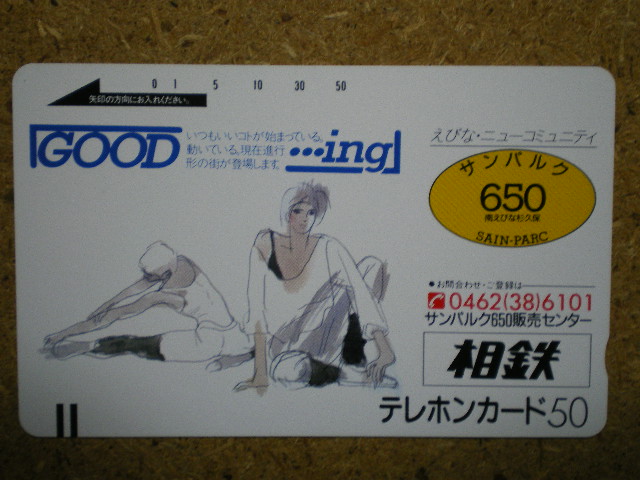 0 1 5 10 30 50
矢印の方向にお入れください。
GOOD
いつもいいコトが始まっている。
動いている。現在進行
形の街が登場します。
•••ing
えびな・ニューコミュニティ
サンパルク
650
南えびな杉久保
SAIN-PARC
●お問合わせ・ご登録は
0462(38)6101
サンパルク650販売センター
相鉄
テレホンカード50